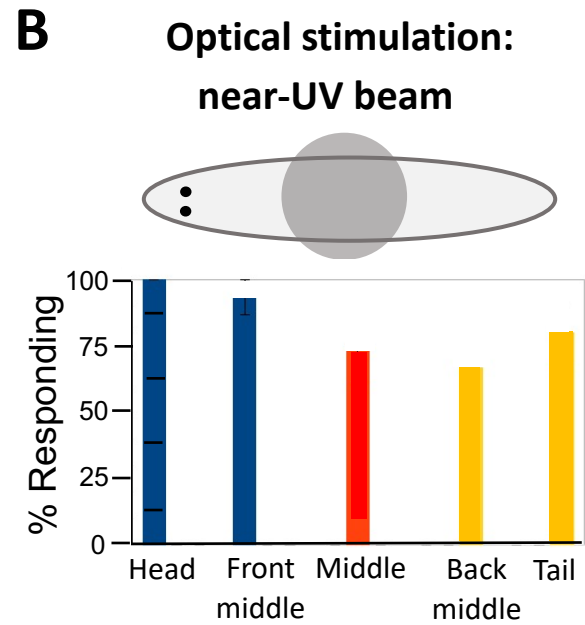 B
Optical stimulation:
near-UV beam
% Responding
100
75
50
25
0
Head
Front
middle
Middle
Back
middle
Tail